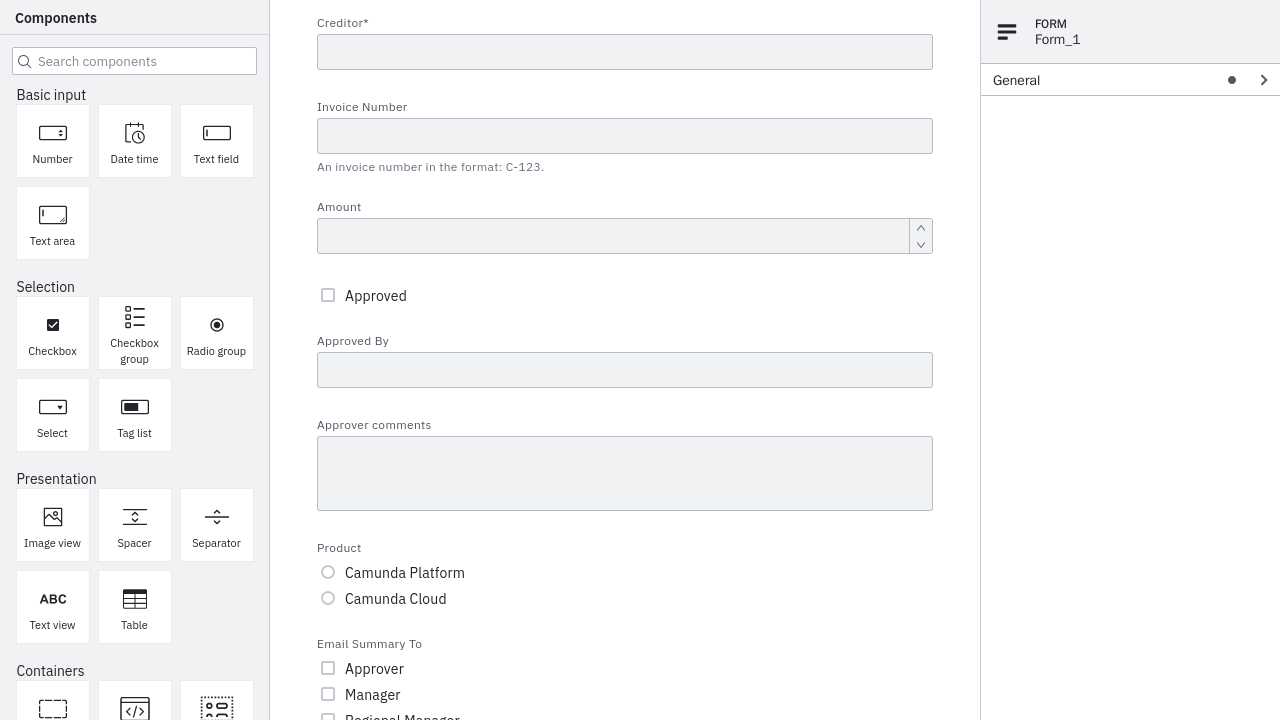 Components
Search components
Basic input
Number
Date time
Text field
Text area
Selection
Checkbox
Checkbox
group
Radio group
Select
Tag list
Presentation
Image view
Spacer
Separator
ABC
Text view
Table
Containers
Creditor*
Invoice Number
An invoice number in the format: C-123.
Amount
Approved
Approved By
Approver comments
Product
Camunda Platform
Camunda Cloud
Email Summary To
Approver
Manager
Regional Manager
FORM
Form_1
General